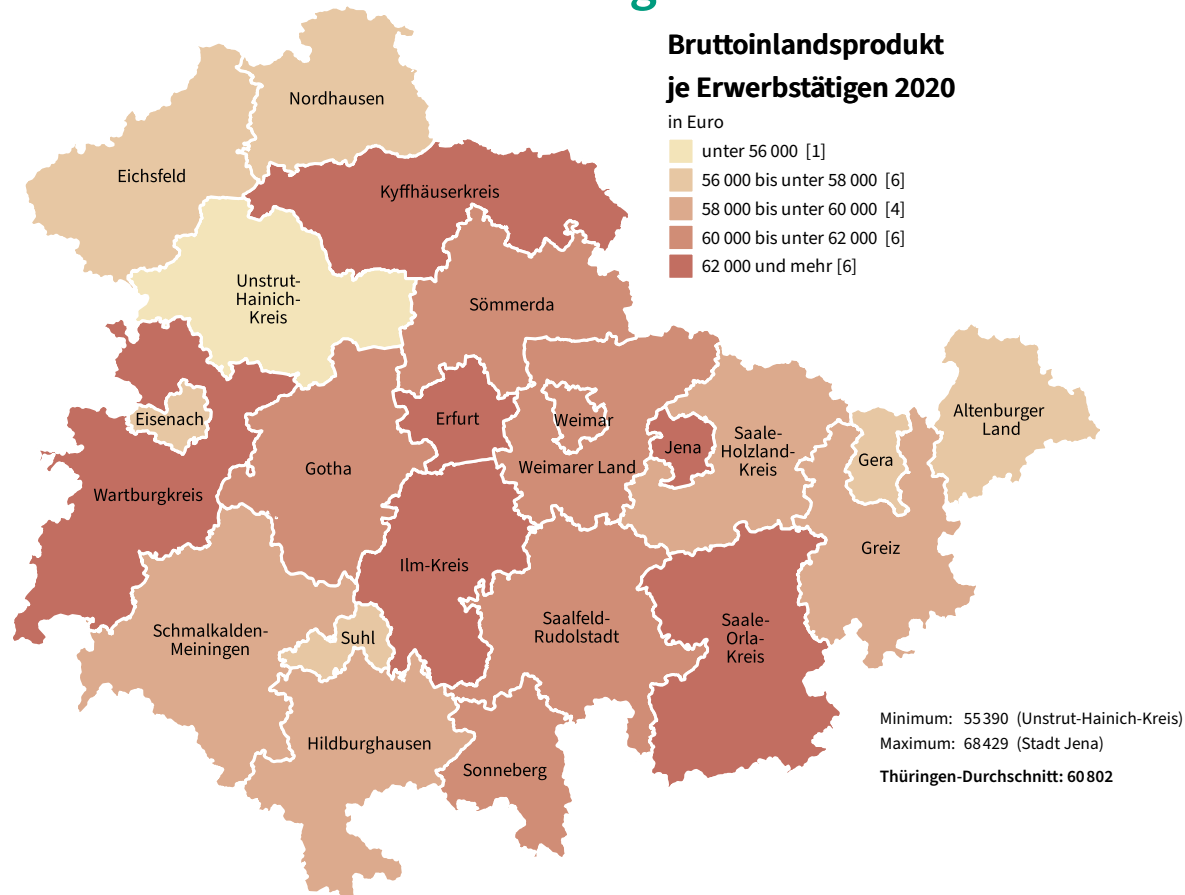 Bruttoinlandsprodukt
je Erwerbstätigen 2020
in Euro
unter 56 000 [1]
56 000 bis unter 58 000 [6]
58 000 bis unter 60 000 [4]
60 000 bis unter 62 000 [6]
62 000 und mehr [6]
Nordhausen
Eichsfeld
Kyffhäuserkreis
Unstrut-
Hainich-
Kreis
Sömmerda
Eisenach
Erfurt
Weimar
Altenburger
Land
Jena
Saale-
Holzland-
Kreis
Gera
Gotha
Weimarer Land
Wartburgkreis
Greiz
Ilm-Kreis
Schmalkalden-
Meiningen
Suhl
Saalfeld-
Rudolstadt
Saale-
Orla-
Kreis
Hildburghausen
Sonneberg
Minimum: 55 390 (Unstrut-Hainich-Kreis)
Maximum: 68 429 (Stadt Jena)
Thüringen-Durchschnitt: 60 802